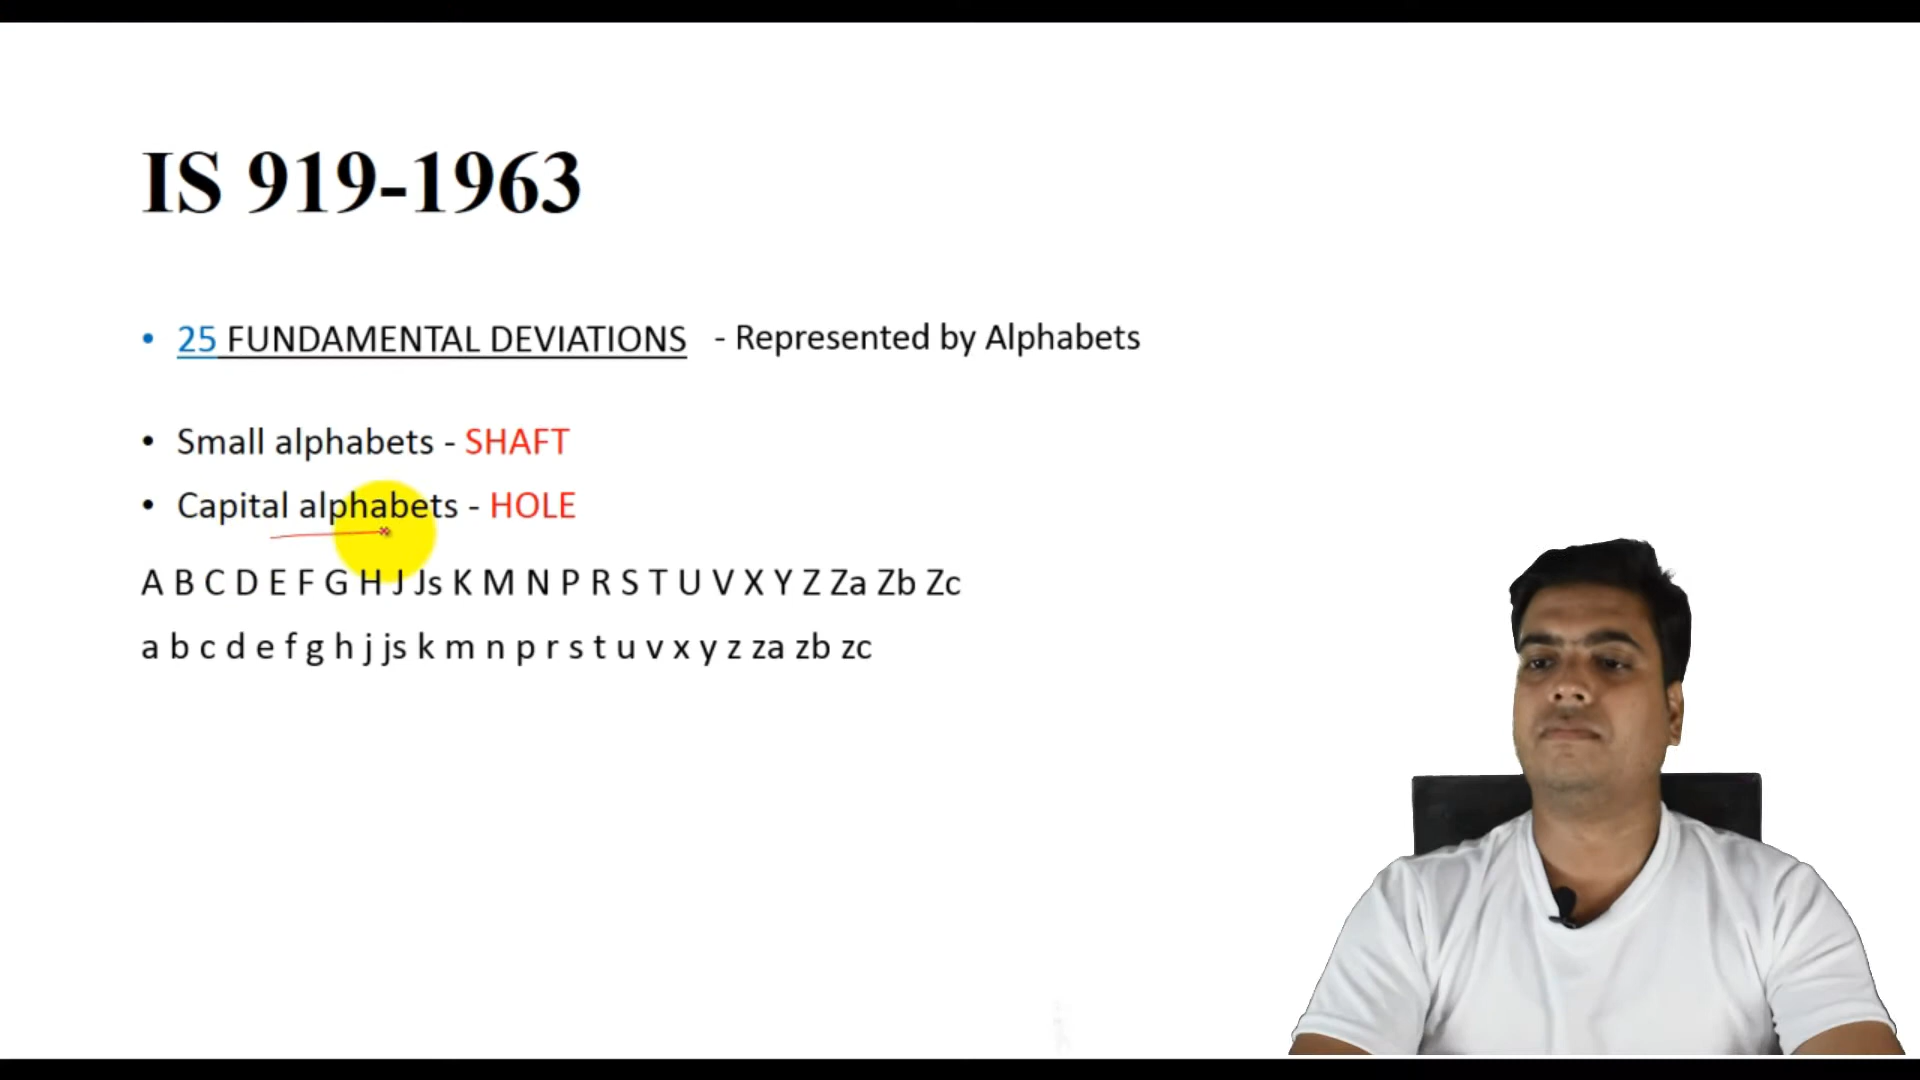 IS 919-1963
• 25 FUNDAMENTAL DEVIATIONS - Represented by Alphabets
• Small alphabets - SHAFT
• Capital alphabets - HOLE
A B C D E F G H J Js K M N P R S T U V X Y Z Za Zb Zc
a b c d e f g h j js k m n p r s t u v x y z za zb zc